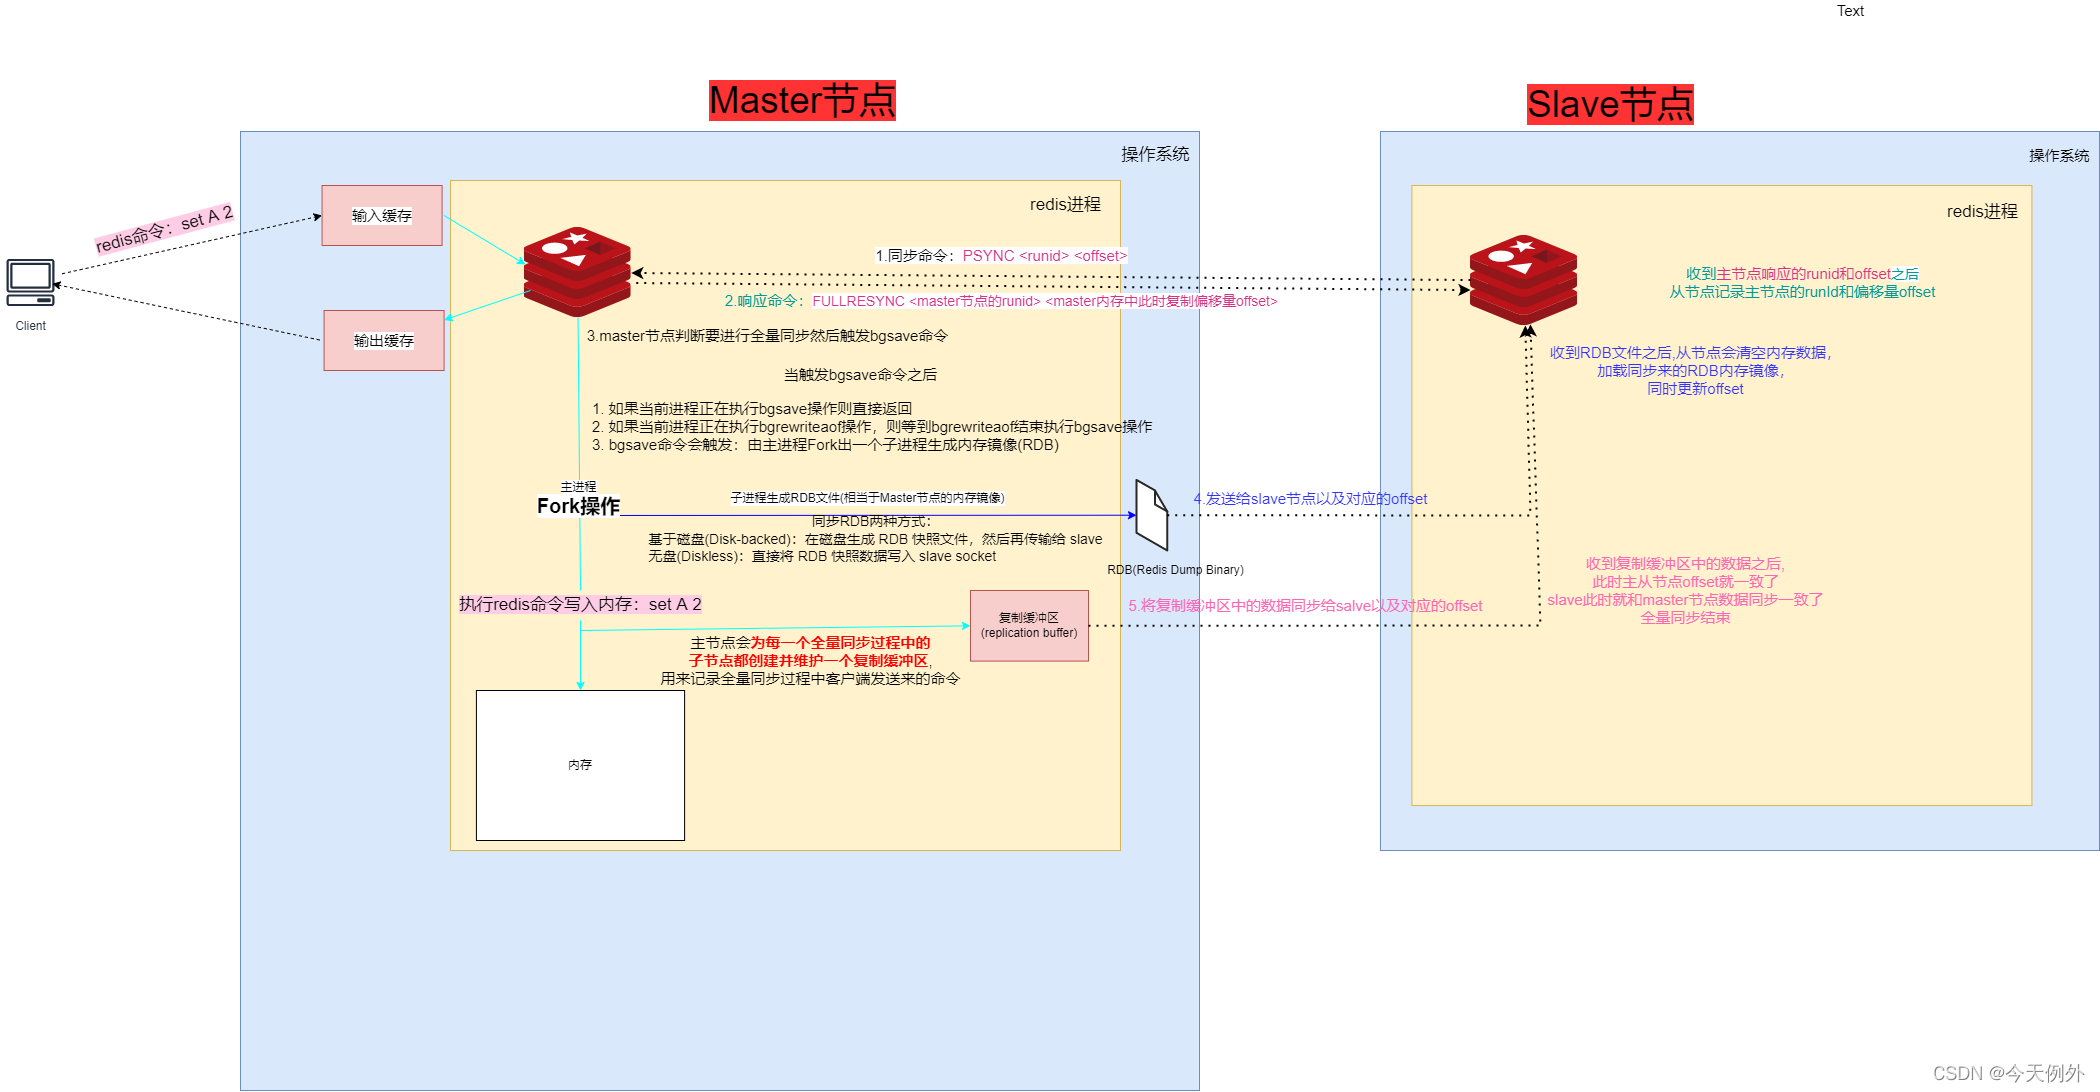 Text
Master节点
Slave节点
操作系统
操作系统
redis进程
redis进程
redis命令：set A 2
输入缓存
输出缓存
Client
1.同步命令：PSYNC <runid> <offset>
2.响应命令：FULLRESYNC <master节点的runid> <master内存中此时复制偏移量offset>
收到主节点响应的runid和offset之后
从节点记录主节点的runId和偏移量offset
3.master节点判断要进行全量同步然后触发bgsave命令
当触发bgsave命令之后
1. 如果当前进程正在执行bgsave操作则直接返回
2. 如果当前进程正在执行bgrewriteaof操作，则等到bgrewriteaof结束执行bgsave操作
3. bgsave命令会触发：由主进程Fork出一个子进程生成内存镜像(RDB)
收到RDB文件之后,从节点会清空内存数据，
加载同步来的RDB内存镜像，
同时更新offset
主进程
Fork操作
子进程生成RDB文件(相当于Master节点的内存镜像)
同步RDB两种方式：
基于磁盘(Disk-backed)：在磁盘生成 RDB 快照文件，然后再传输给 slave
无盘(Diskless)：直接将 RDB 快照数据写入 slave socket
4.发送给slave节点以及对应的offset
RDB(Redis Dump Binary)
执行redis命令写入内存：set A 2
复制缓冲区
(replication buffer)
5.将复制缓冲区中的数据同步给salve以及对应的offset
收到复制缓冲区中的数据之后,
此时主从节点offset就一致了
slave此时就和master节点数据同步一致了
全量同步结束
主节点会为每一个全量同步过程中的
子节点都创建并维护一个复制缓冲区,
用来记录全量同步过程中客户端发送来的命令
内存
CSDN @今天例外